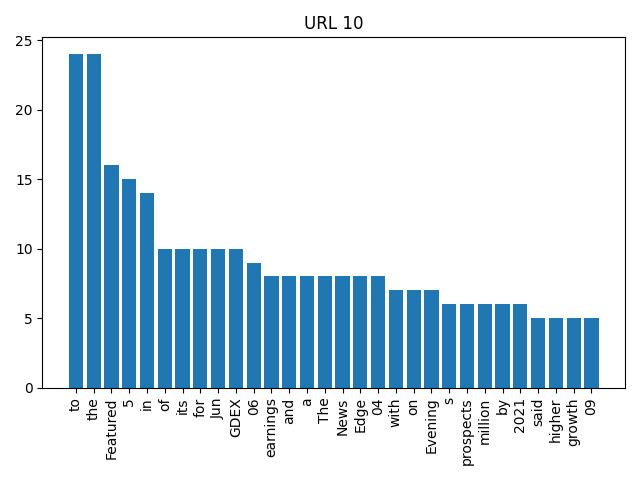 URL 10
25
20
15
10
5
0
to
the
Featured
5
in
of
its
for
Jun
GDEX
06
earnings
and
a
The
News
Edge
04
with
on
Evening
s
prospects
million
by
2021
said
higher
growth
09